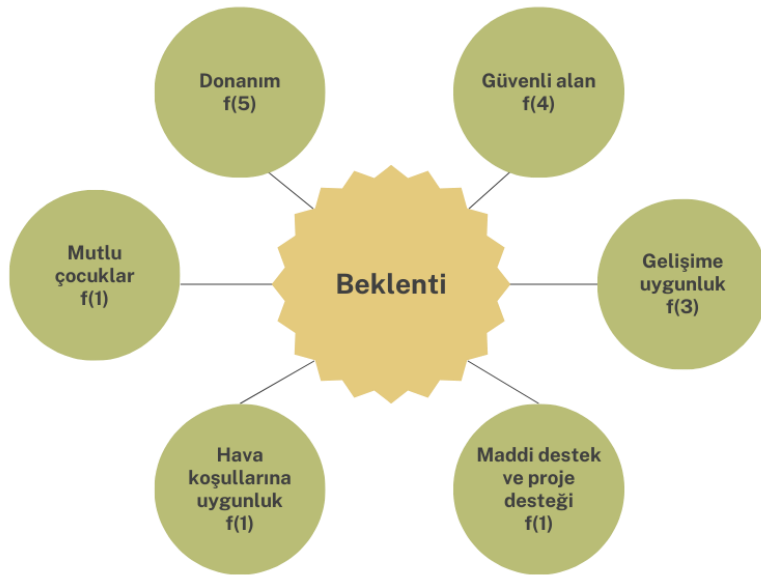 Donanım
f(5)
Güvenli alan
f(4)
Mutlu
çocuklar
f(1)
Beklenti
Gelişime
uygunluk
f(3)
Hava
koşullarına
uygunluk
f(1)
Maddi destek
ve proje
desteği
f(1)